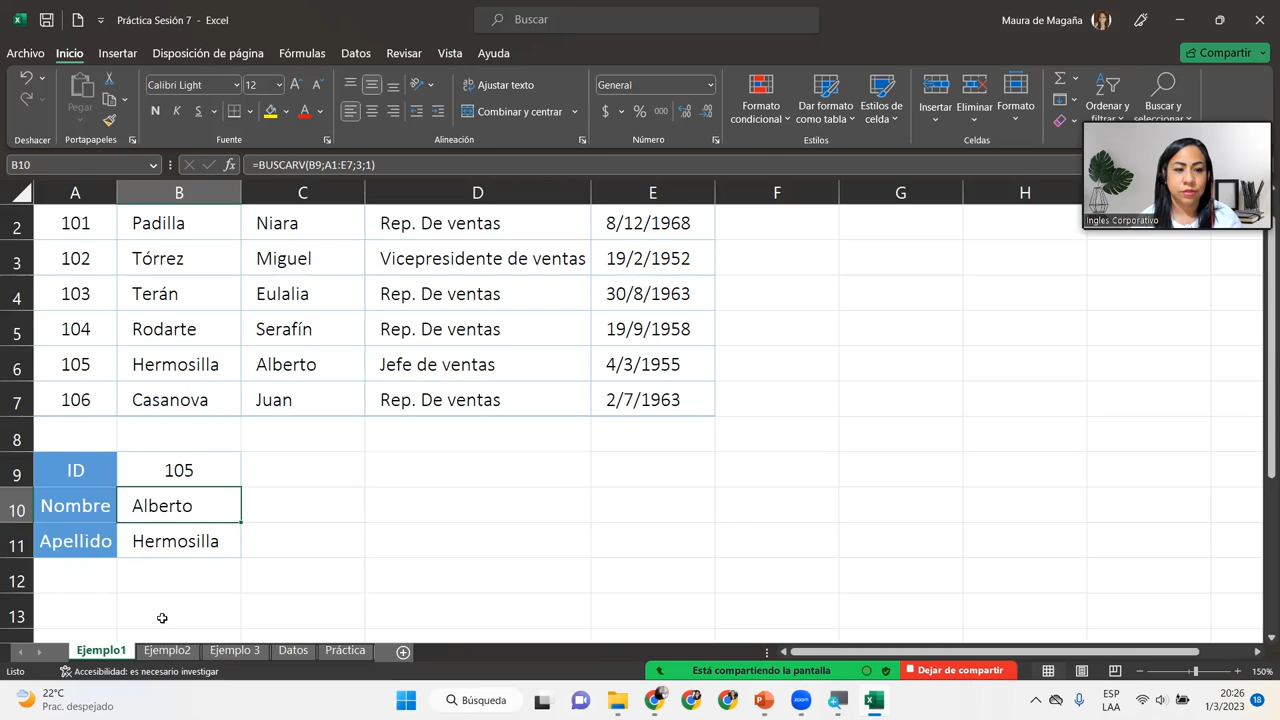 Práctica Sesión 7 - Excel
Buscar
Maura de Magaña
Archivo Inicio Insertar Disposición de página Fórmulas Datos Revisar Vista Ayuda
Compartir
Pegar
Calibri Light 12
N K S
Ajustar texto
Combinar y centrar
General
$ % 000
Formato condicional
Dar formato como tabla
Estilos de celda
Insertar
Eliminar
Formato
Ordenar y filtrar
Buscar y seleccionar
Deshacer Portapapeles Fuente Alineación Número Estilos Celdas
B10 fx =BUSCARV(B9;A1:E7;3;1)
Ingles Corporativo
A B C D E F G H
2 101 Padilla Niara Rep. De ventas 8/12/1968
3 102 Tórrez Miguel Vicepresidente de ventas 19/2/1952
4 103 Terán Eulalia Rep. De ventas 30/8/1963
5 104 Rodarte Serafín Rep. De ventas 19/9/1958
6 105 Hermosilla Alberto Jefe de ventas 4/3/1955
7 106 Casanova Juan Rep. De ventas 2/7/1963
8
9 ID 105
10 Nombre Alberto
11 Apellido Hermosilla
12
13
Ejemplo1 Ejemplo2 Ejemplo 3 Datos Práctica
Listo Accesibilidad: es necesario investigar
Está compartiendo la pantalla
Dejar de compartir
150%
22°C
Prac. despejado
Búsqueda
ESP
LAA
20:26
1/3/2023
18